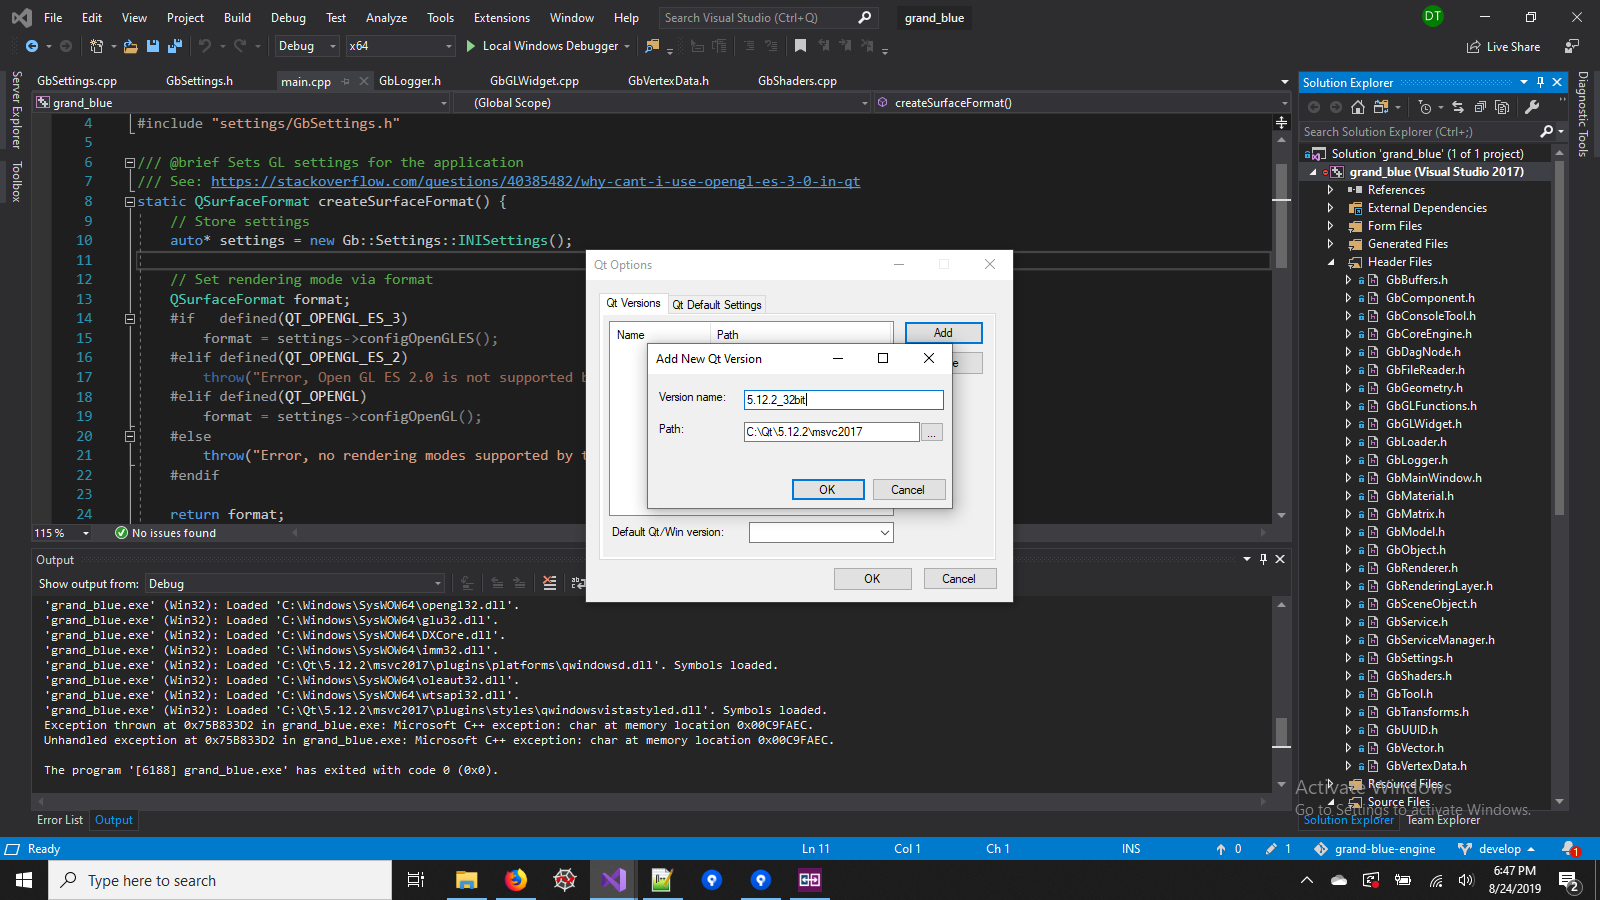 File Edit View Project Build Debug Test Analyze Tools Extensions Window Help Search Visual Studio (Ctrl+Q) grand_blue DT
Debug x64 Local Windows Debugger Live Share
GbSettings.cpp GbSettings.h main.cpp GbLogger.h GbGLWidget.cpp GbVertexData.h GbShaders.cpp
grand_blue (Global Scope) createSurfaceFormat()
Server Explorer
Toolbox
4 #include "settings/GbSettings.h"
5
6 /// @brief Sets GL settings for the application
7 /// See: https://stackoverflow.com/questions/40385482/why-cant-i-use-opengl-es-3-0-in-qt
8 static QSurfaceFormat createSurfaceFormat() {
9 // Store settings
10 auto* settings = new Gb::Settings::INISettings();
11
12 // Set rendering mode via format
13 QSurfaceFormat format;
14 #if defined(QT_OPENGL_ES_3)
15 format = settings->configOpenGLES();
16 #elif defined(QT_OPENGL_ES_2)
17 throw("Error, Open GL ES 2.0 is not supported
18 #elif defined(QT_OPENGL)
19 format = settings->configOpenGL();
20 #else
21 throw("Error, no rendering modes supported by
22 #endif
23
24 return format;
115 % No issues found
Qt Options
Qt Versions Qt Default Settings
Name Path Add
Add New Qt Version
Version name: 5.12.2_32bit
Path: C:\Qt\5.12.2\msvc2017 ...
OK Cancel
Default Qt/Win version:
OK Cancel
Output
Show output from: Debug
'grand_blue.exe' (Win32): Loaded 'C:\Windows\SysWOW64\opengl32.dll'.
'grand_blue.exe' (Win32): Loaded 'C:\Windows\SysWOW64\glu32.dll'.
'grand_blue.exe' (Win32): Loaded 'C:\Windows\SysWOW64\DXCore.dll'.
'grand_blue.exe' (Win32): Loaded 'C:\Windows\SysWOW64\imm32.dll'.
'grand_blue.exe' (Win32): Loaded 'C:\Qt\5.12.2\msvc2017\plugins\platforms\qwindowsd.dll'. Symbols loaded.
'grand_blue.exe' (Win32): Loaded 'C:\Windows\SysWOW64\oleaut32.dll'.
'grand_blue.exe' (Win32): Loaded 'C:\Windows\SysWOW64\wtsapi32.dll'.
'grand_blue.exe' (Win32): Loaded 'C:\Qt\5.12.2\msvc2017\plugins\styles\qwindowsvistastyled.dll'. Symbols loaded.
Exception thrown at 0x75B833D2 in grand_blue.exe: Microsoft C++ exception: char at memory location 0x00C9FAEC.
Unhandled exception at 0x75B833D2 in grand_blue.exe: Microsoft C++ exception: char at memory location 0x00C9FAEC.
The program '[6188] grand_blue.exe' has exited with code 0 (0x0).
Error List Output
Solution Explorer
Search Solution Explorer (Ctrl+;)
Solution 'grand_blue' (1 of 1 project)
grand_blue (Visual Studio 2017)
References
External Dependencies
Form Files
Generated Files
Header Files
GbBuffers.h
GbComponent.h
GbConsoleTool.h
GbCoreEngine.h
GbDagNode.h
GbFileReader.h
GbGeometry.h
GbGLFunctions.h
GbGLWidget.h
GbLoader.h
GbLogger.h
GbMainWindow.h
GbMaterial.h
GbMatrix.h
GbModel.h
GbObject.h
GbRenderer.h
GbRenderingLayer.h
GbSceneObject.h
GbService.h
GbServiceManager.h
GbSettings.h
GbShaders.h
GbTool.h
GbTransforms.h
GbUUID.h
GbVector.h
GbVertexData.h
Resource Files
Source Files
Solution Explorer Team Explorer
Diagnostic Tools
Activate Windows
Go to Settings to activate Windows.
Ready Ln 11 Col 1 Ch 1 INS 0 1 grand-blue-engine develop 1
Type here to search
6:47 PM
8/24/2019
2